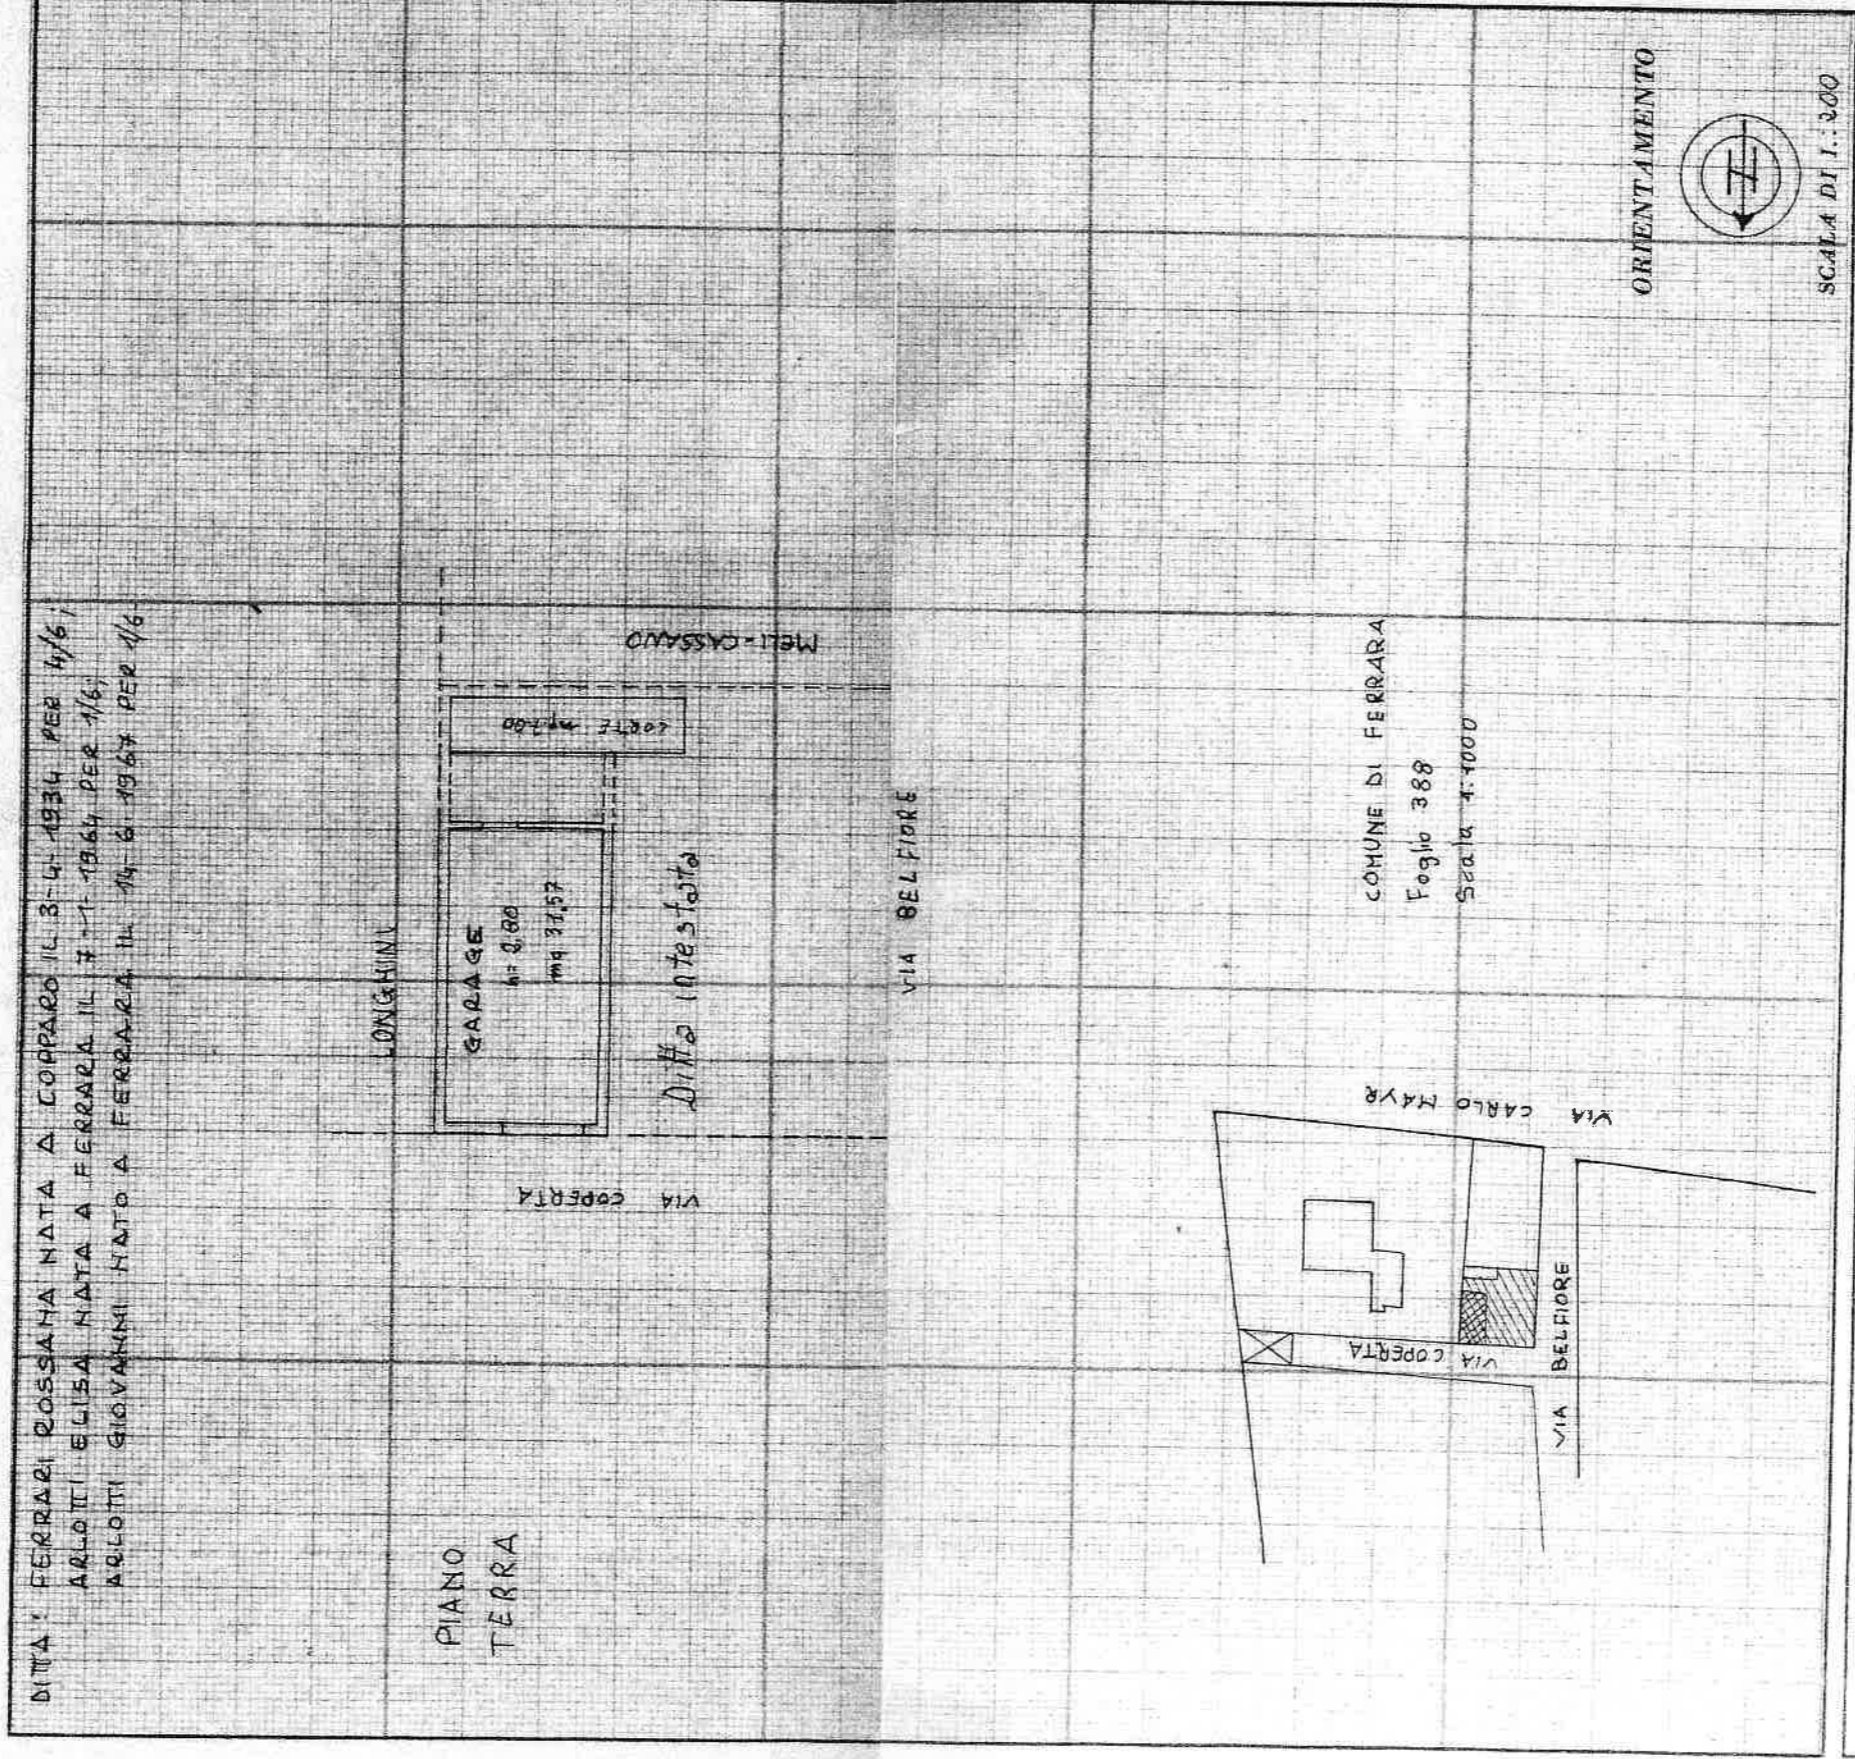 DITTA: FERRARI ROSSANA NATA A COPPARO IL 3-4-1934 PER 4/6;
ARLOTTI ELISA NATA A FERRARA IL 7-1-1964 PER 1/6;
ARLOTTI GIOVANNI NATO A FERRARA IL 14-6-1967 PER 1/6
PIANO
TERRA
LONGHINI
GARAGE
h= 2,80
mq 31,57
CORTE
MELI-CASSANO
Ditta intestata
VIA COPERTA
VIA BELFIORE
COMUNE DI FERRARA
Foglio 388
Scala 1:1000
VIA CARLO MAYR
VIA COPERTA
VIA BELFIORE
ORIENTAMENTO
N
SCALA DI 1:200